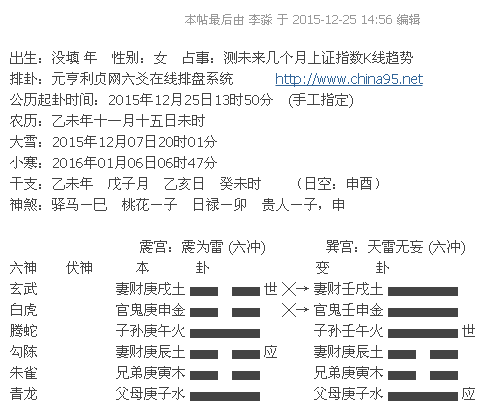 本帖最后由 李淼 于 2015-12-25 14:56 编辑
出生：没填 年 性别：女 占事：测未来几个月上证指数K线趋势
排卦：元亨利贞网六爻在线排盘系统 http://www.china95.net
公历起卦时间：2015年12月25日13时50分 (手工指定)
农历：乙未年十一月十五日未时
大雪：2015年12月07日20时01分
小寒：2016年01月06日06时47分
干支：乙未年 戊子月 乙亥日 癸未时 （日空：申酉）
神煞：驿马—巳 桃花—子 日禄—卯 贵人—子，申
震宫：震为雷 (六冲) 巽宫：天雷无妄 (六冲)
六神 伏神 本 卦 变 卦
玄武 妻财庚戌土 世 ╳→ 妻财壬戌土
白虎 官鬼庚申金 ╳→ 官鬼壬申金
腾蛇 子孙庚午火 子孙壬午火 世
勾陈 妻财庚辰土 应 妻财庚辰土
朱雀 兄弟庚寅木 兄弟庚寅木
青龙 父母庚子水 父母庚子水 应